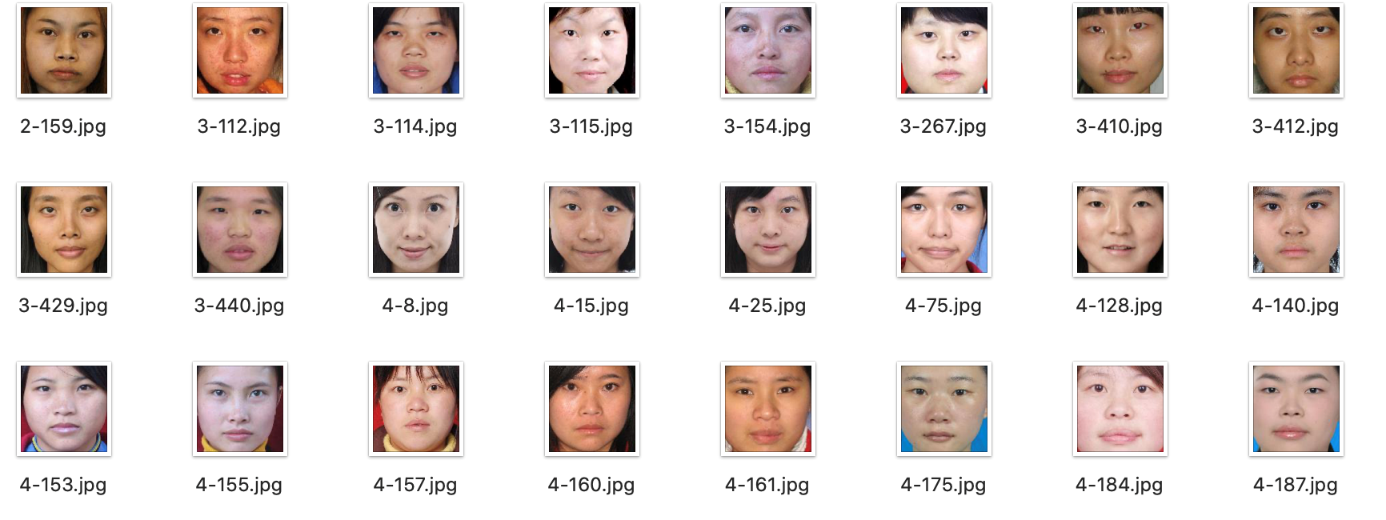 2-159.jpg 3-112.jpg 3-114.jpg 3-115.jpg 3-154.jpg 3-267.jpg 3-410.jpg 3-412.jpg
3-429.jpg 3-440.jpg 4-8.jpg 4-15.jpg 4-25.jpg 4-75.jpg 4-128.jpg 4-140.jpg
4-153.jpg 4-155.jpg 4-157.jpg 4-160.jpg 4-161.jpg 4-175.jpg 4-184.jpg 4-187.jpg